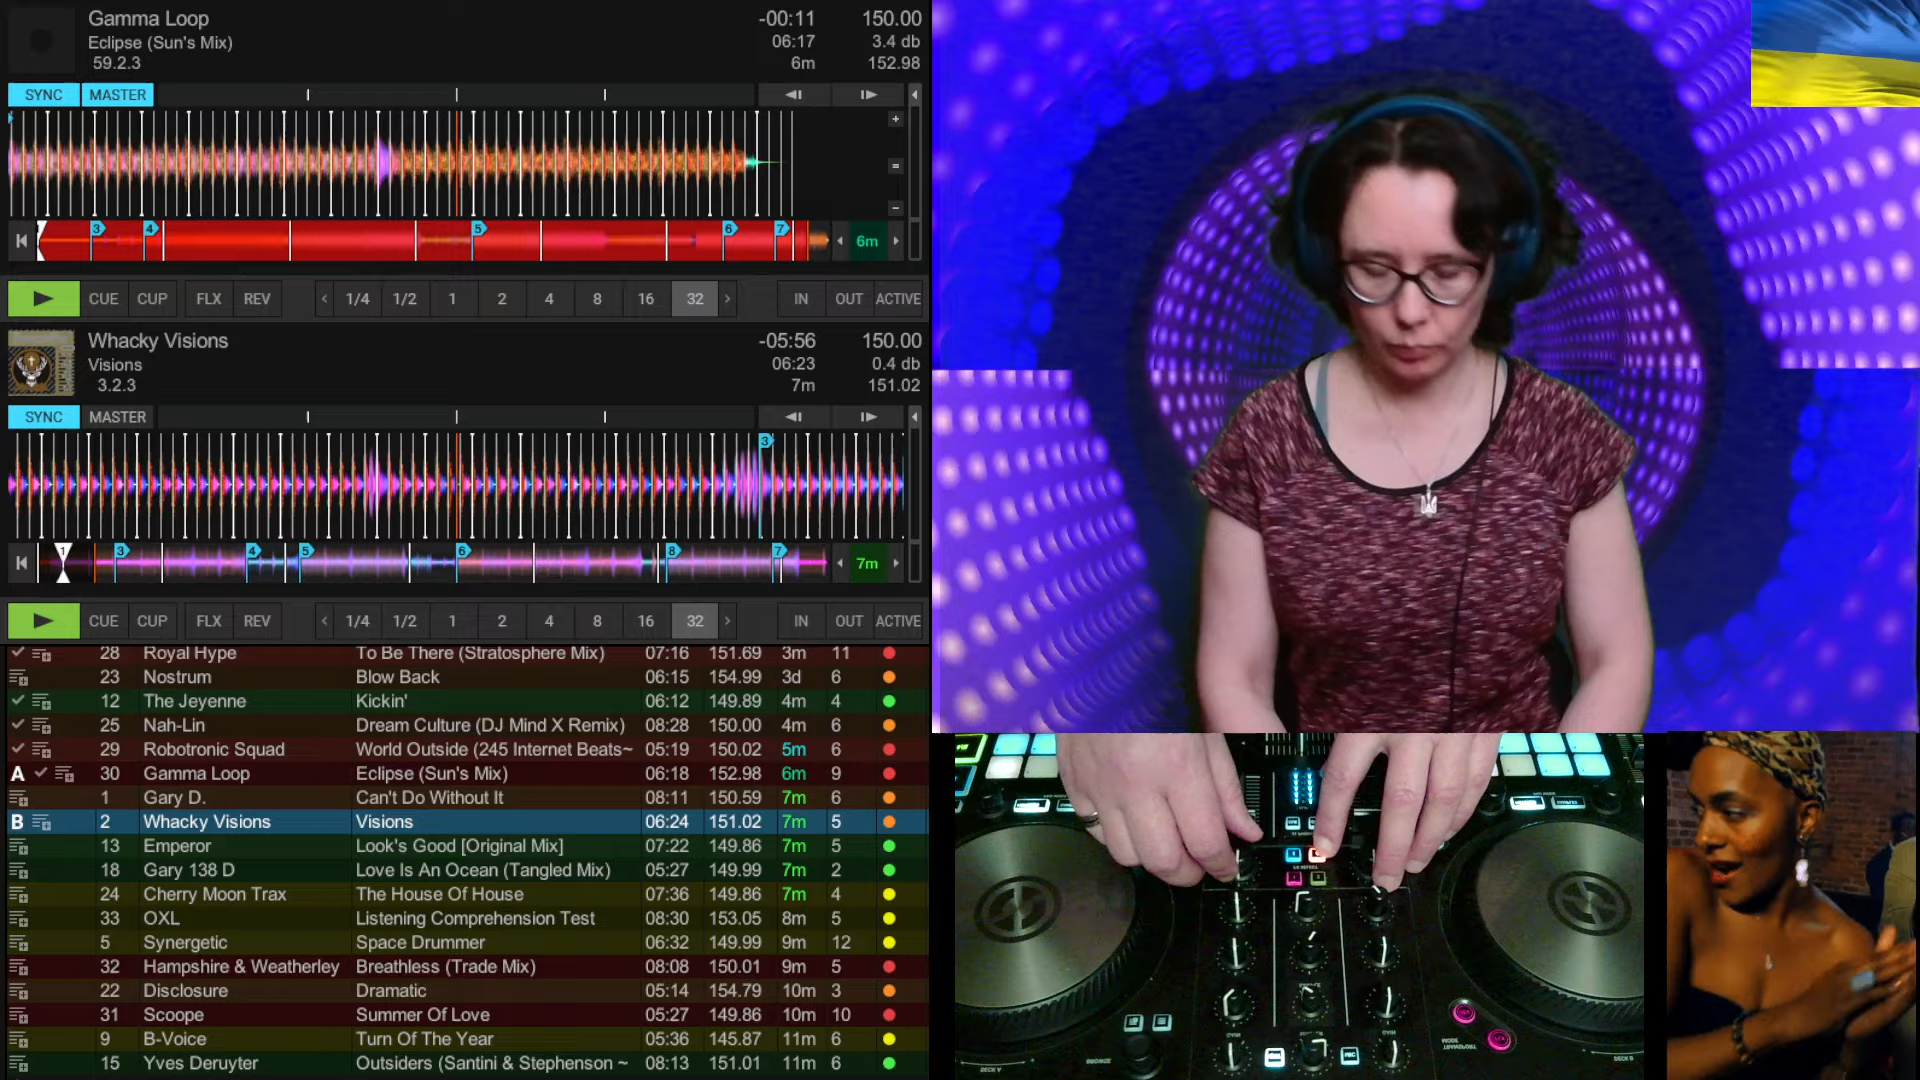 Gamma Loop -00:11 150.00
Eclipse (Sun's Mix) 06:17 3.4 db
59.2.3 6m 152.98
SYNC MASTER
3 4 5 6 7 6m
CUE CUP FLX REV 1/4 1/2 1 2 4 8 16 32 IN OUT ACTIVE
Whacky Visions -05:56 150.00
Visions 06:23 0.4 db
3.2.3 7m 151.02
SYNC MASTER
3
1 3 4 5 6 8 7 7m
CUE CUP FLX REV 1/4 1/2 1 2 4 8 16 32 IN OUT ACTIVE
28 Royal Hype To Be There (Stratosphere Mix) 07:16 151.69 3m 11
23 Nostrum Blow Back 06:15 154.99 3d 6
12 The Jeyenne Kickin' 06:12 149.89 4m 4
25 Nah-Lin Dream Culture (DJ Mind X Remix) 08:28 150.00 4m 6
29 Robotronic Squad World Outside (245 Internet Beats~ 05:19 150.02 5m 6
A 30 Gamma Loop Eclipse (Sun's Mix) 06:18 152.98 6m 9
1 Gary D. Can't Do Without It 08:11 150.59 7m 6
B 2 Whacky Visions Visions 06:24 151.02 7m 5
13 Emperor Look's Good [Original Mix] 07:22 149.86 7m 5
18 Gary 138 D Love Is An Ocean (Tangled Mix) 05:27 149.99 7m 2
24 Cherry Moon Trax The House Of House 07:36 149.86 7m 4
33 OXL Listening Comprehension Test 08:30 153.05 8m 5
5 Synergetic Space Drummer 06:32 149.99 9m 12
32 Hampshire & Weatherley Breathless (Trade Mix) 08:08 150.01 9m 5
22 Disclosure Dramatic 05:14 154.79 10m 3
31 Scoope Summer Of Love 05:27 149.86 10m 10
9 B-Voice Turn Of The Year 05:36 145.87 11m 6
15 Yves Deruyter Outsiders (Santini & Stephenson ~ 08:13 151.01 11m 6